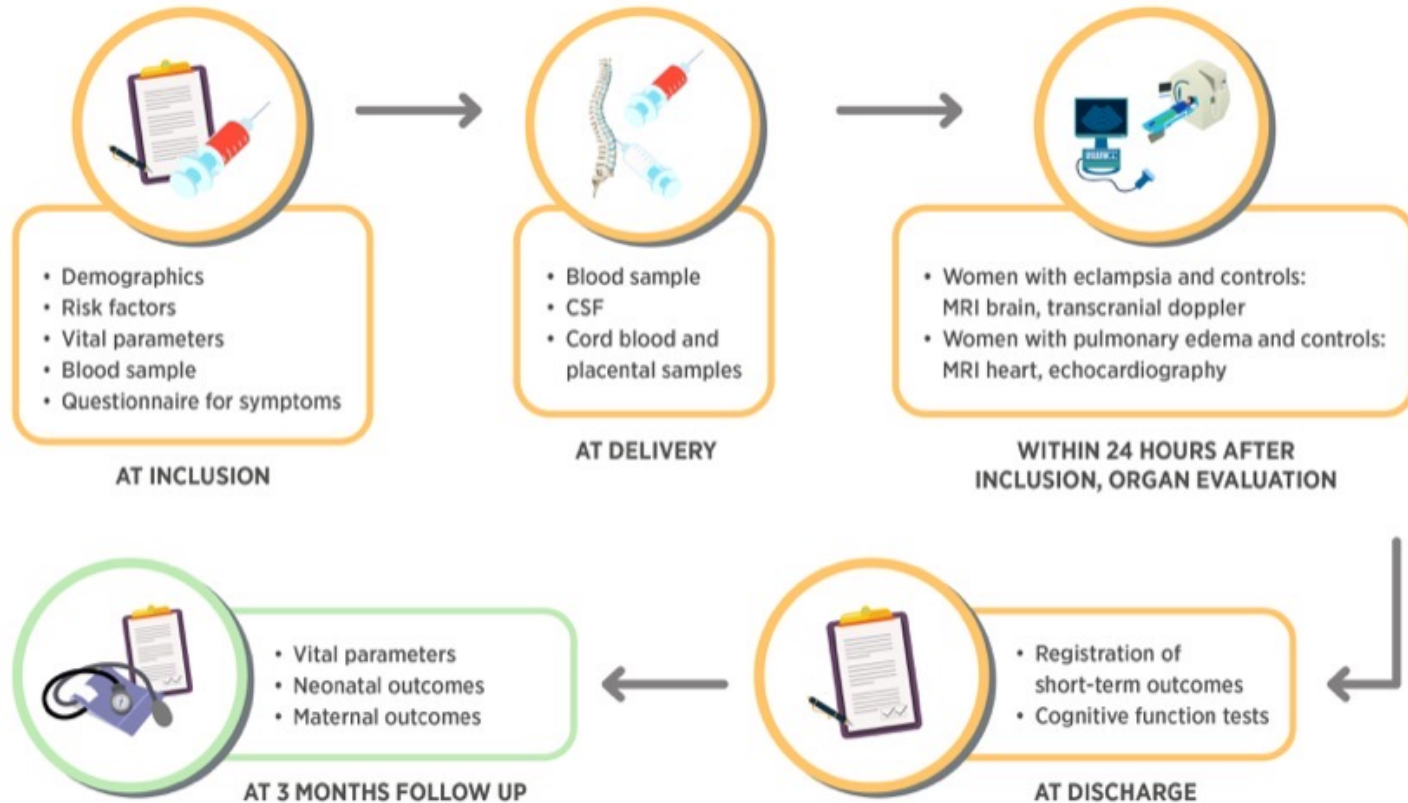 • Demographics
• Risk factors
• Vital parameters
• Blood sample
• Questionnaire for symptoms
AT INCLUSION
• Blood sample
• CSF
• Cord blood and
placental samples
AT DELIVERY
• Women with eclampsia and controls:
MRI brain, transcranial doppler
• Women with pulmonary edema and controls:
MRI heart, echocardiography
WITHIN 24 HOURS AFTER
INCLUSION, ORGAN EVALUATION
• Registration of
short-term outcomes
• Cognitive function tests
AT DISCHARGE
• Vital parameters
• Neonatal outcomes
• Maternal outcomes
AT 3 MONTHS FOLLOW UP